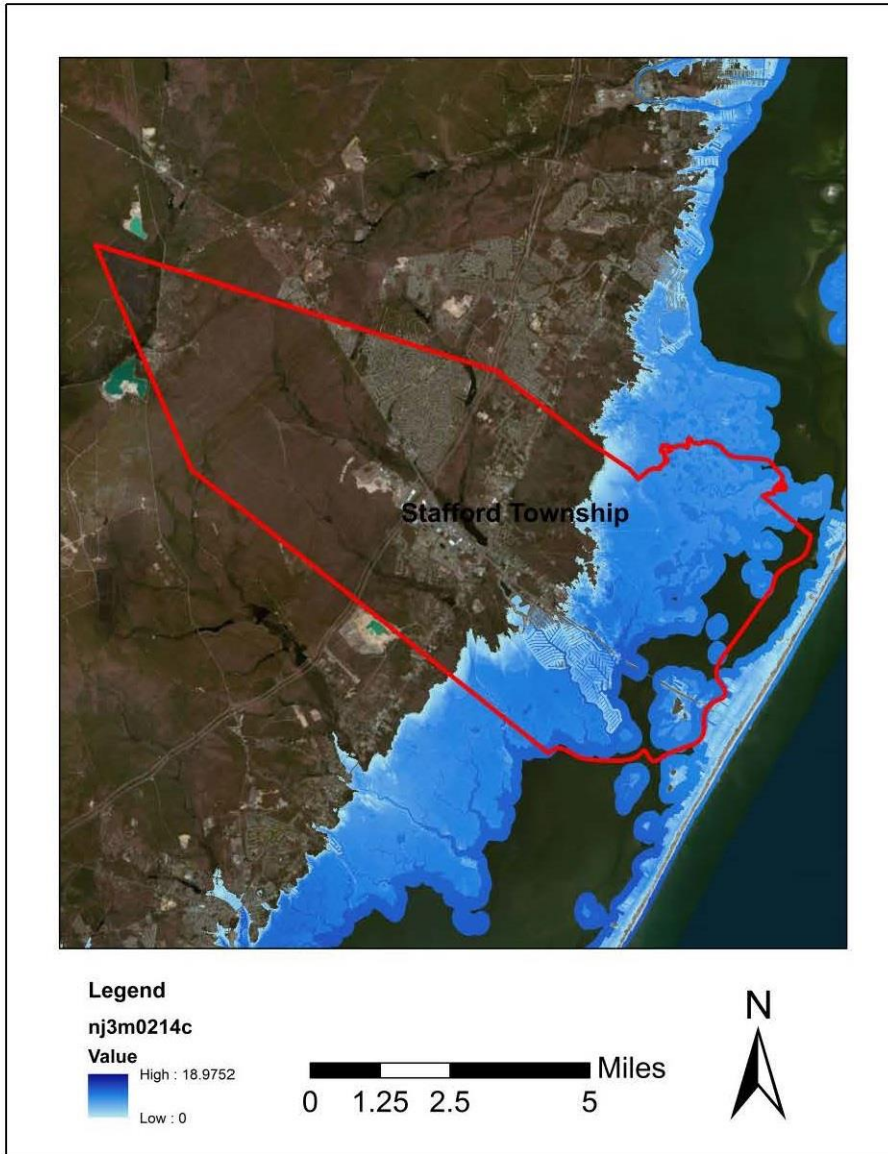 Stafford Township
Legend
nj3m0214c
Value
High : 18.9752
Low : 0
Miles
0 1.25 2.5 5
N